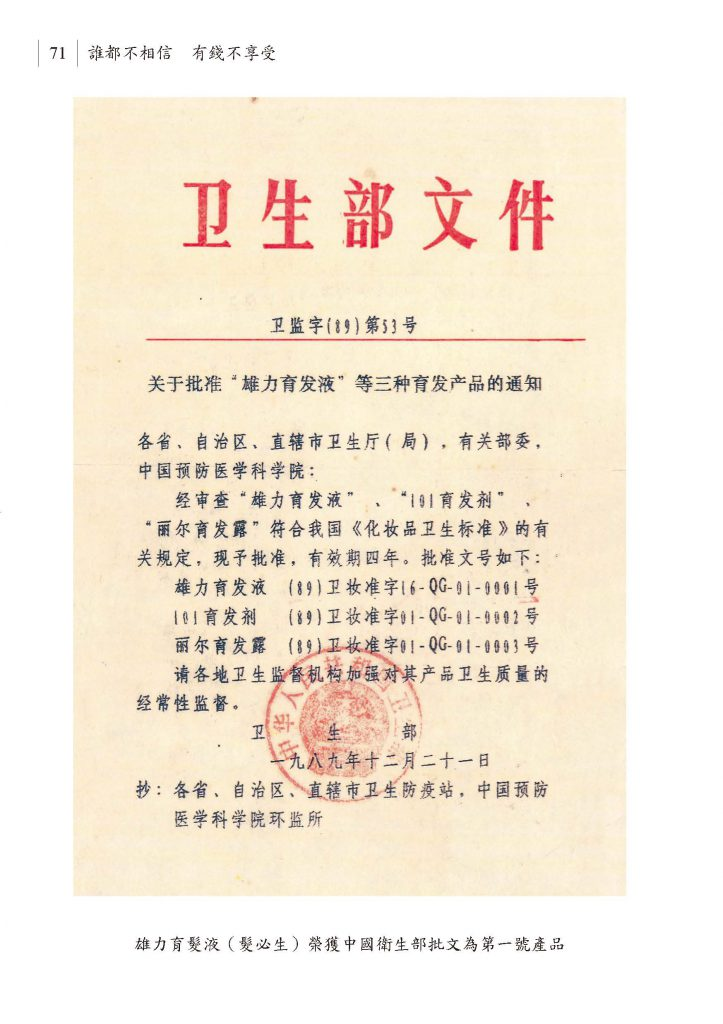 71 誰都不相信 有錢不享受
卫生部文件
卫监字(89)第53号
关于批准“雄力育发液”等三种育发产品的通知
各省、自治区、直辖市卫生厅(局),有关部委,
中国预防医学科学院:
经审查“雄力育发液”、“101育发剂”、
“丽尔育发露”符合我国《化妆品卫生标准》的有
关规定,现予批准,有效期四年。批准文号如下:
雄力育发液 (89)卫妆准字16-QG-01-0001号
101育发剂 (89)卫妆准字01-QG-01-0002号
丽尔育发露 (89)卫妆准字01-QG-01-0003号
请各地卫生监督机构加强对其产品卫生质量的
经常性监督。
卫生部
中华人民共和国卫生
一九八九年十二月二十一日
抄:各省、自治区、直辖市卫生防疫站,中国预防
医学科学院环监所
雄力育髮液(髮必生)榮獲中國衛生部批文為第一號產品